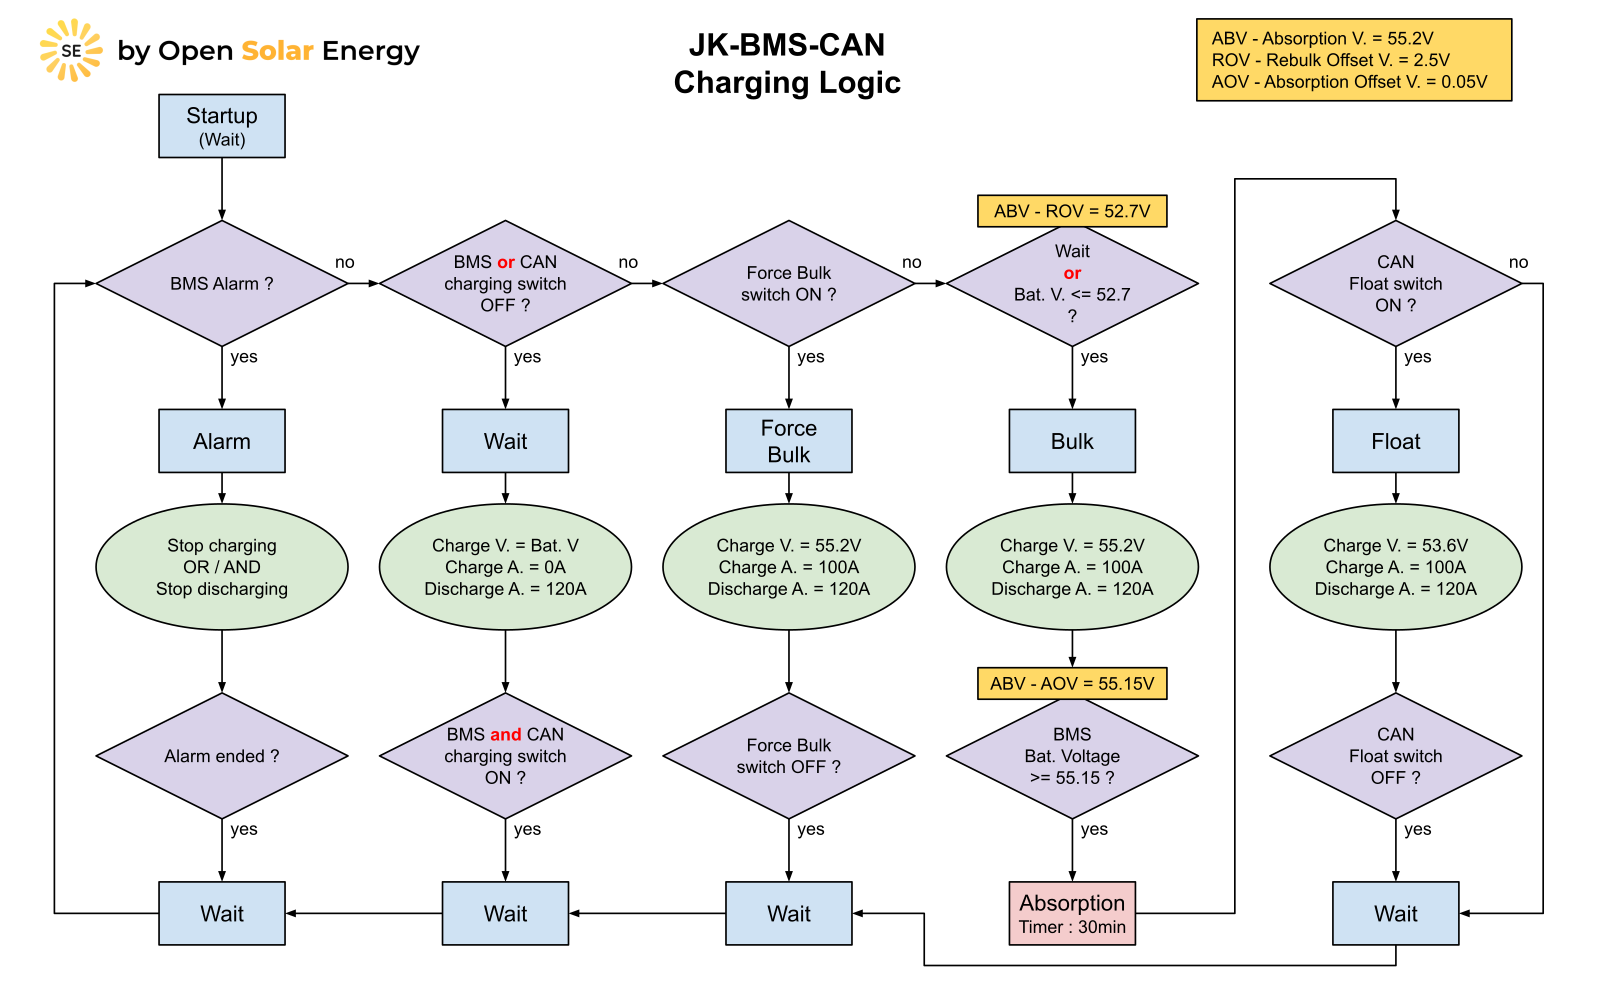 SE
by Open Solar Energy
JK-BMS-CAN
Charging Logic
ABV - Absorption V. = 55.2V
ROV - Rebulk Offset V. = 2.5V
AOV - Absorption Offset V. = 0.05V
Startup
(Wait)
BMS Alarm ?
no
yes
BMS or CAN
charging switch
OFF ?
no
yes
Force Bulk
switch ON ?
no
yes
ABV - ROV = 52.7V
Wait
or
Bat. V. <= 52.7
?
yes
CAN
Float switch
ON ?
no
yes
Alarm
Wait
Force
Bulk
Bulk
Float
Stop charging
OR / AND
Stop discharging
Charge V. = Bat. V
Charge A. = 0A
Discharge A. = 120A
Charge V. = 55.2V
Charge A. = 100A
Discharge A. = 120A
Charge V. = 55.2V
Charge A. = 100A
Discharge A. = 120A
Charge V. = 53.6V
Charge A. = 100A
Discharge A. = 120A
Alarm ended ?
yes
BMS and CAN
charging switch
ON ?
yes
Force Bulk
switch OFF ?
yes
ABV - AOV = 55.15V
BMS
Bat. Voltage
>= 55.15 ?
yes
CAN
Float switch
OFF ?
yes
Wait
Wait
Wait
Absorption
Timer : 30min
Wait